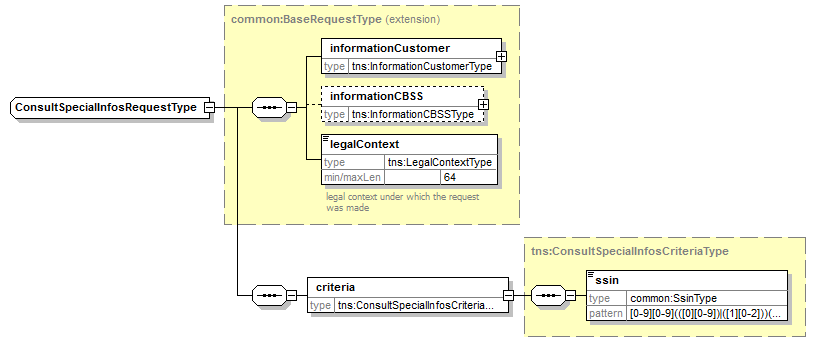 common:BaseRequestType (extension)
informationCustomer
type tns:InformationCustomerType
informationCBSS
type tns:InformationCBSSType
ConsultSpecialInfosRequestType
legalContext
type tns:LegalContextType
min/maxLen 64
legal context under which the request
was made
tns:ConsultSpecialInfosCriteriaType
criteria
type tns:ConsultSpecialInfosCriteria...
ssin
type common:SsinType
pattern [0-9][0-9](([0][0-9])|([1][0-2]))(...